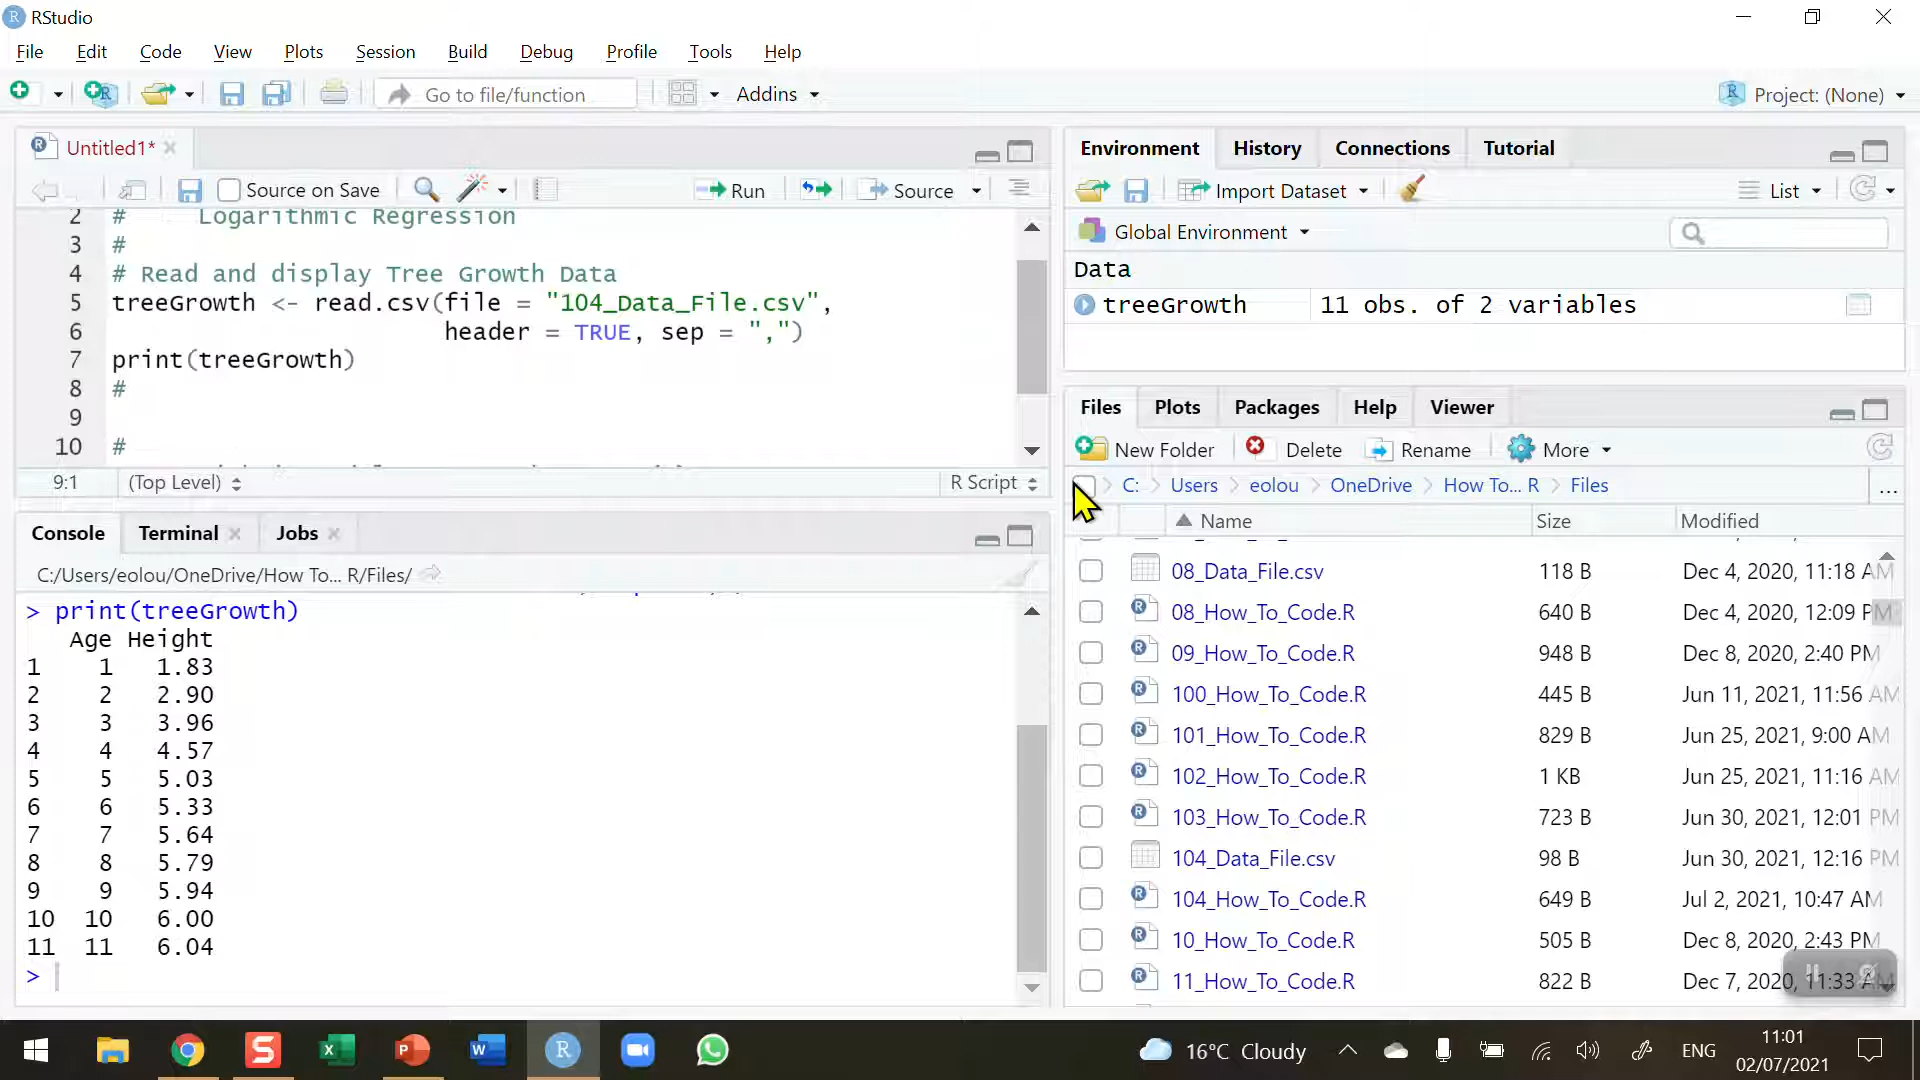 RStudio
File Edit Code View Plots Session Build Debug Profile Tools Help
Go to file/function Addins Project: (None)
Untitled1*
Source on Save Run Source
2 # Logarithmic Regression
3 #
4 # Read and display Tree Growth Data
5 treeGrowth <- read.csv(file = "104_Data_File.csv",
6 header = TRUE, sep = ",")
7 print(treeGrowth)
8 #
9
10 #
9:1 (Top Level) R Script
Console Terminal Jobs
C:/Users/eolou/OneDrive/How To... R/Files/
> print(treeGrowth)
Age Height
1 1 1.83
2 2 2.90
3 3 3.96
4 4 4.57
5 5 5.03
6 6 5.33
7 7 5.64
8 8 5.79
9 9 5.94
10 10 6.00
11 11 6.04
>
Environment History Connections Tutorial
Import Dataset List
Global Environment
Data
treeGrowth 11 obs. of 2 variables
Files Plots Packages Help Viewer
New Folder Delete Rename More
C: Users eolou OneDrive How To... R Files ...
Name Size Modified
08_Data_File.csv 118 B Dec 4, 2020, 11:18 AM
08_How_To_Code.R 640 B Dec 4, 2020, 12:09 PM
09_How_To_Code.R 948 B Dec 8, 2020, 2:40 PM
100_How_To_Code.R 445 B Jun 11, 2021, 11:56 AM
101_How_To_Code.R 829 B Jun 25, 2021, 9:00 AM
102_How_To_Code.R 1 KB Jun 25, 2021, 11:16 AM
103_How_To_Code.R 723 B Jun 30, 2021, 12:01 PM
104_Data_File.csv 98 B Jun 30, 2021, 12:16 PM
104_How_To_Code.R 649 B Jul 2, 2021, 10:47 AM
10_How_To_Code.R 505 B Dec 8, 2020, 2:43 PM
11_How_To_Code.R 822 B Dec 7, 2020, 11:33 AM
16°C Cloudy ENG 11:01
02/07/2021